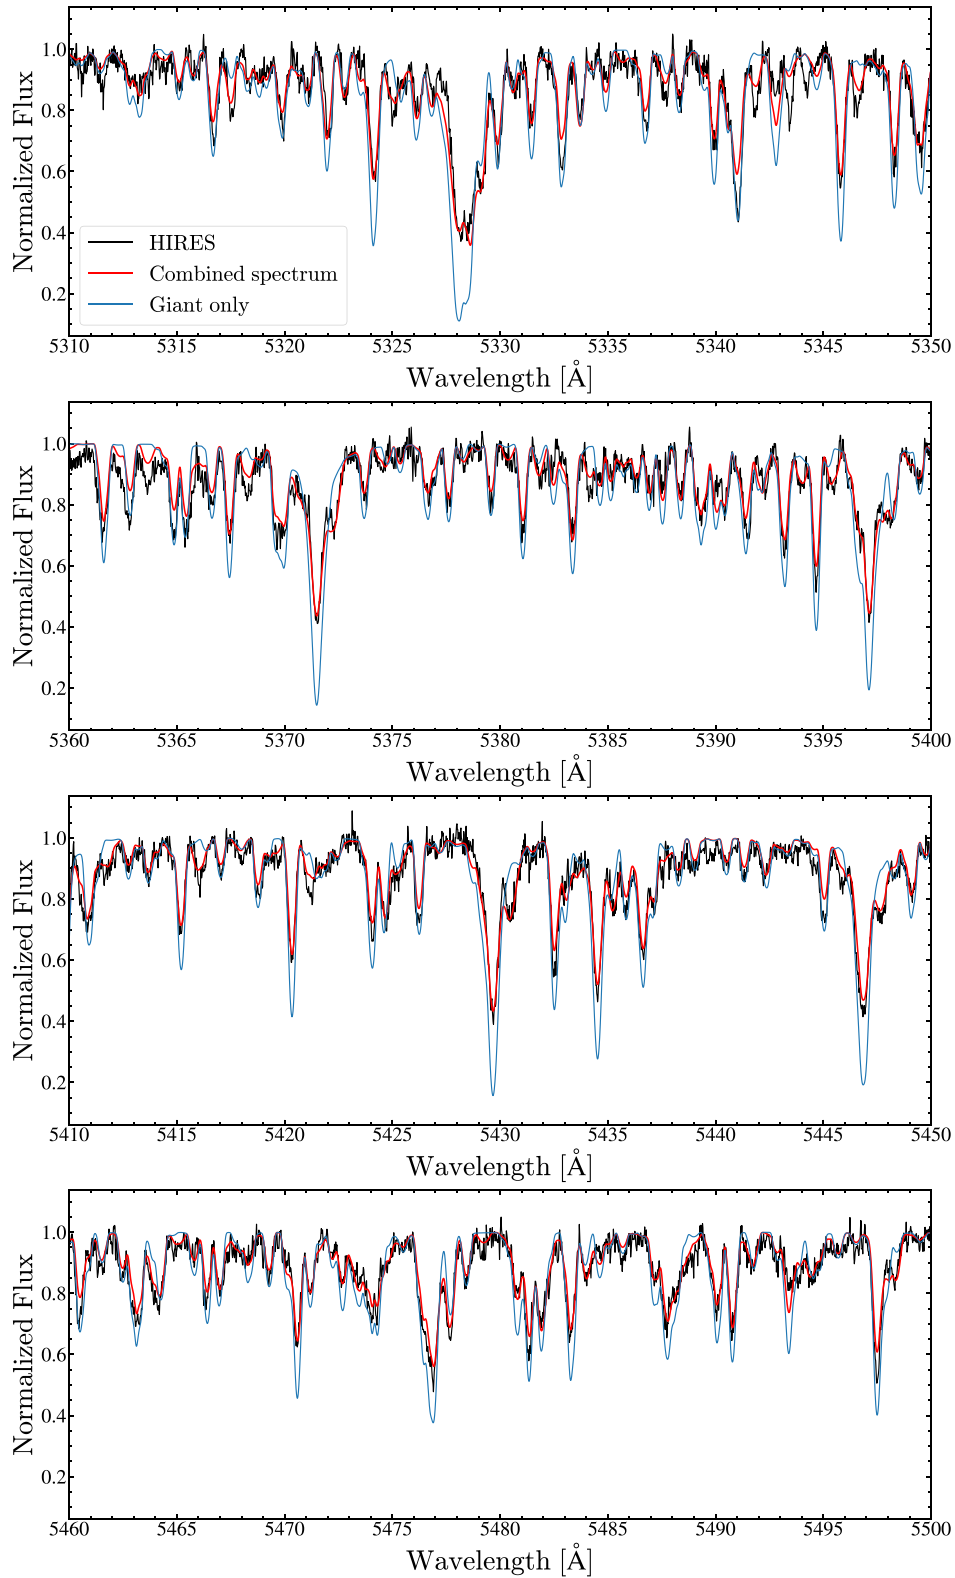 Normalized Flux
1.0
0.8
0.6
0.4
0.2
HIRES
Combined spectrum
Giant only
5310 5315 5320 5325 5330 5335 5340 5345 5350
Wavelength [Å]
Normalized Flux
1.0
0.8
0.6
0.4
0.2
5360 5365 5370 5375 5380 5385 5390 5395 5400
Wavelength [Å]
Normalized Flux
1.0
0.8
0.6
0.4
0.2
5410 5415 5420 5425 5430 5435 5440 5445 5450
Wavelength [Å]
Normalized Flux
1.0
0.8
0.6
0.4
0.2
5460 5465 5470 5475 5480 5485 5490 5495 5500
Wavelength [Å]